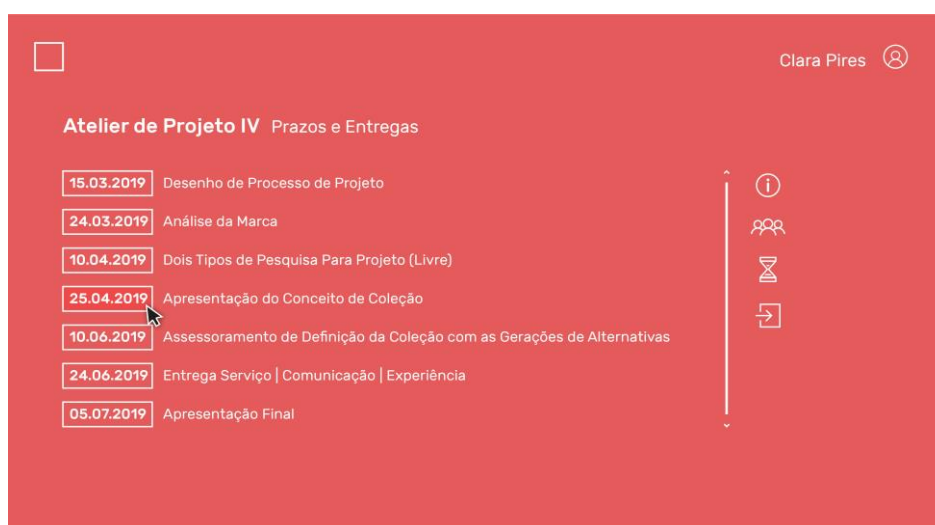 Clara Pires
Atelier de Projeto IV Prazos e Entregas
15.03.2019 Desenho de Processo de Projeto
24.03.2019 Análise da Marca
10.04.2019 Dois Tipos de Pesquisa Para Projeto (Livre)
25.04.2019 Apresentação do Conceito de Coleção
10.06.2019 Assessoramento de Definição da Coleção com as Gerações de Alternativas
24.06.2019 Entrega Serviço | Comunicação | Experiência
05.07.2019 Apresentação Final